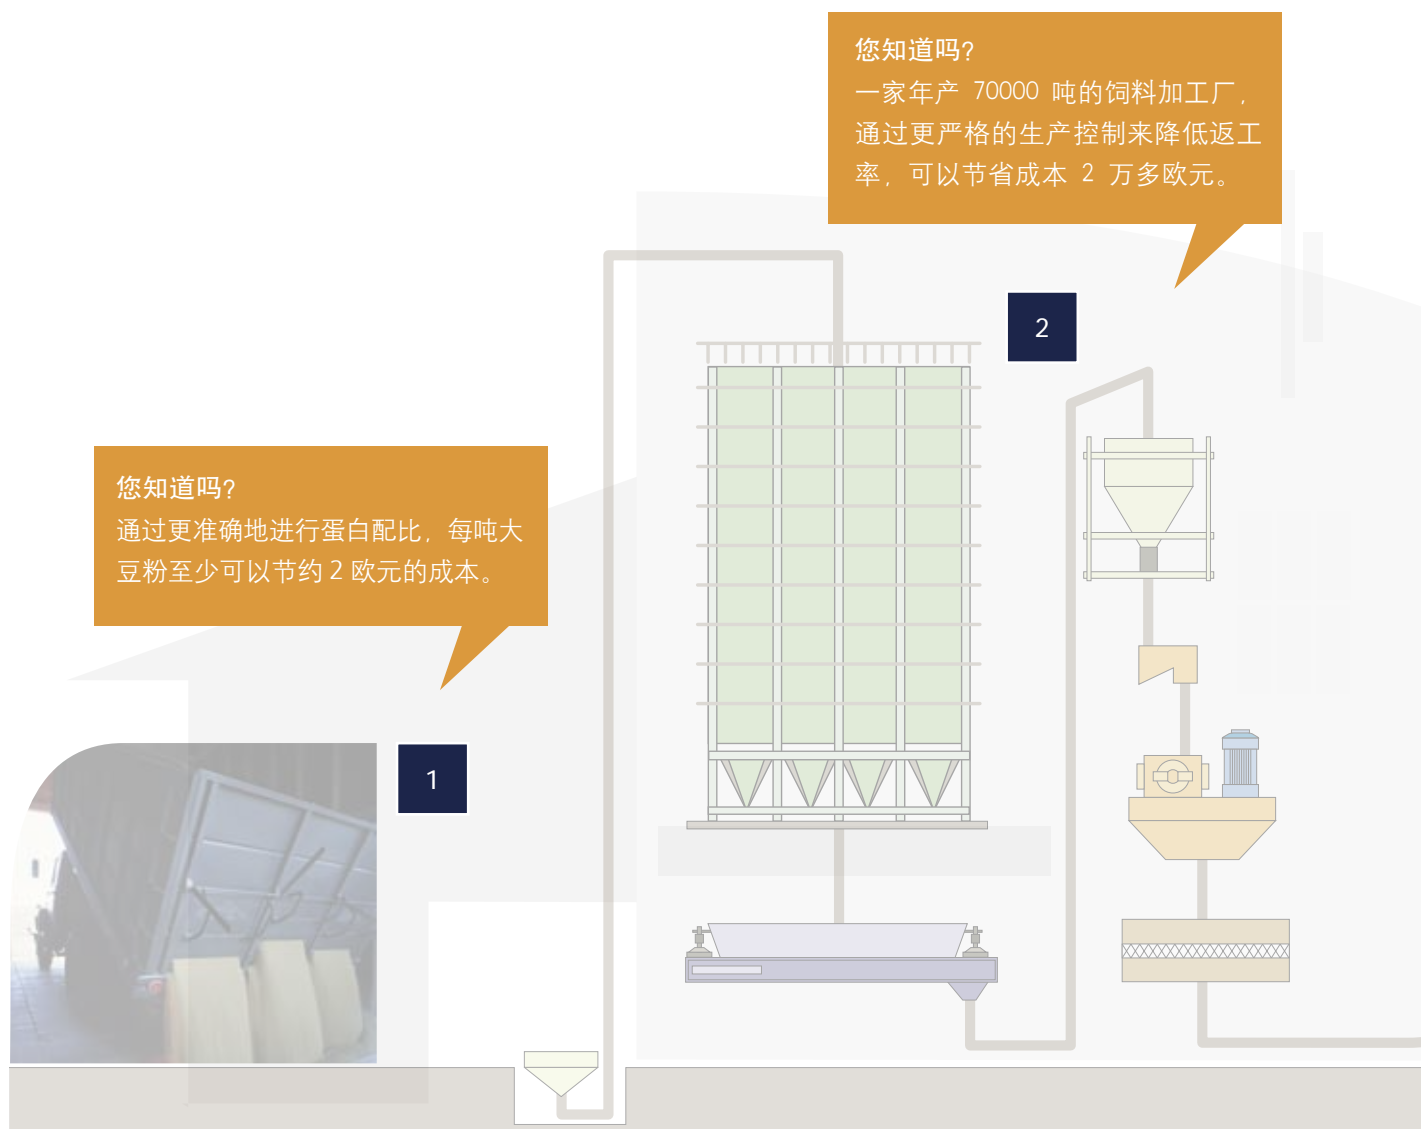 您知道吗?
一家年产 70000 吨的饲料加工厂，
通过更严格的生产控制来降低返工
率，可以节省成本 2 万多欧元。
2
您知道吗?
通过更准确地进行蛋白配比，每吨大
豆粉至少可以节约 2 欧元的成本。
1